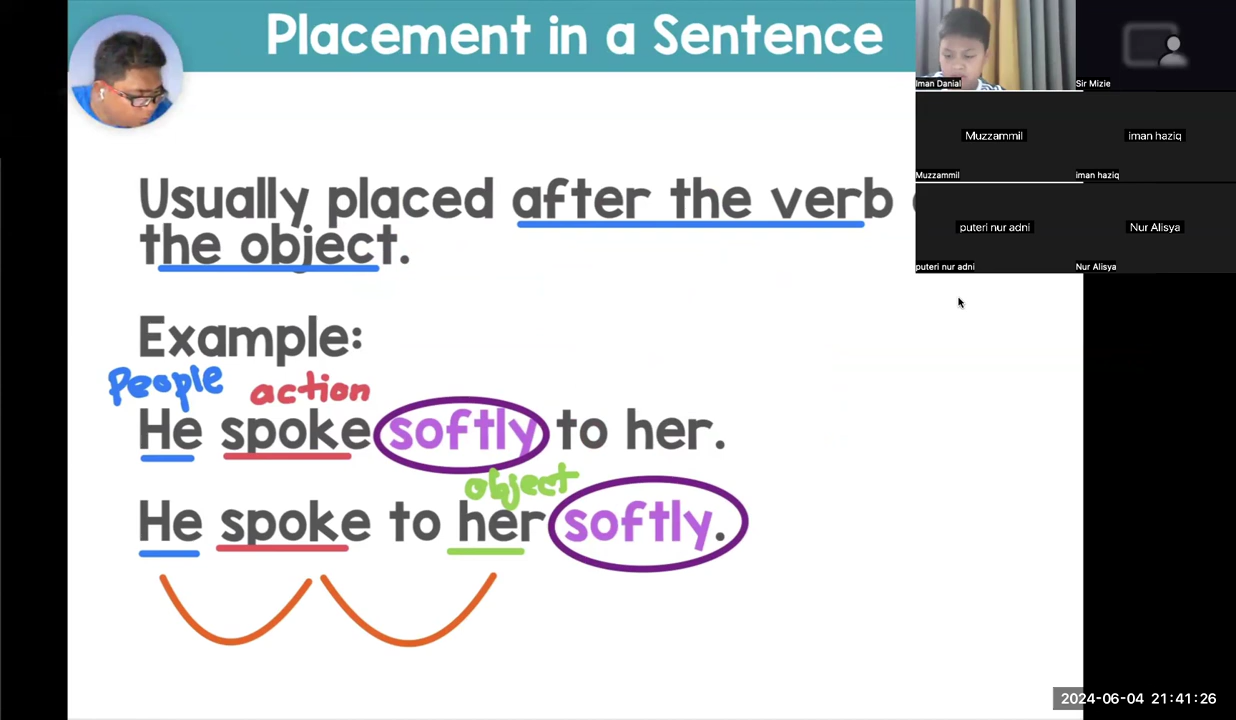 Placement in a Sentence
Iman Danial
Sir Mizie
Muzzammil
iman haziq
Muzzammil
iman haziq
Usually placed after the verb
the object.
puteri nur adni
Nur Alisya
puteri nur adni
Nur Alisya
Example:
People action
He spoke softly to her.
object
He spoke to her softly.
2024-06-04 21:41:26